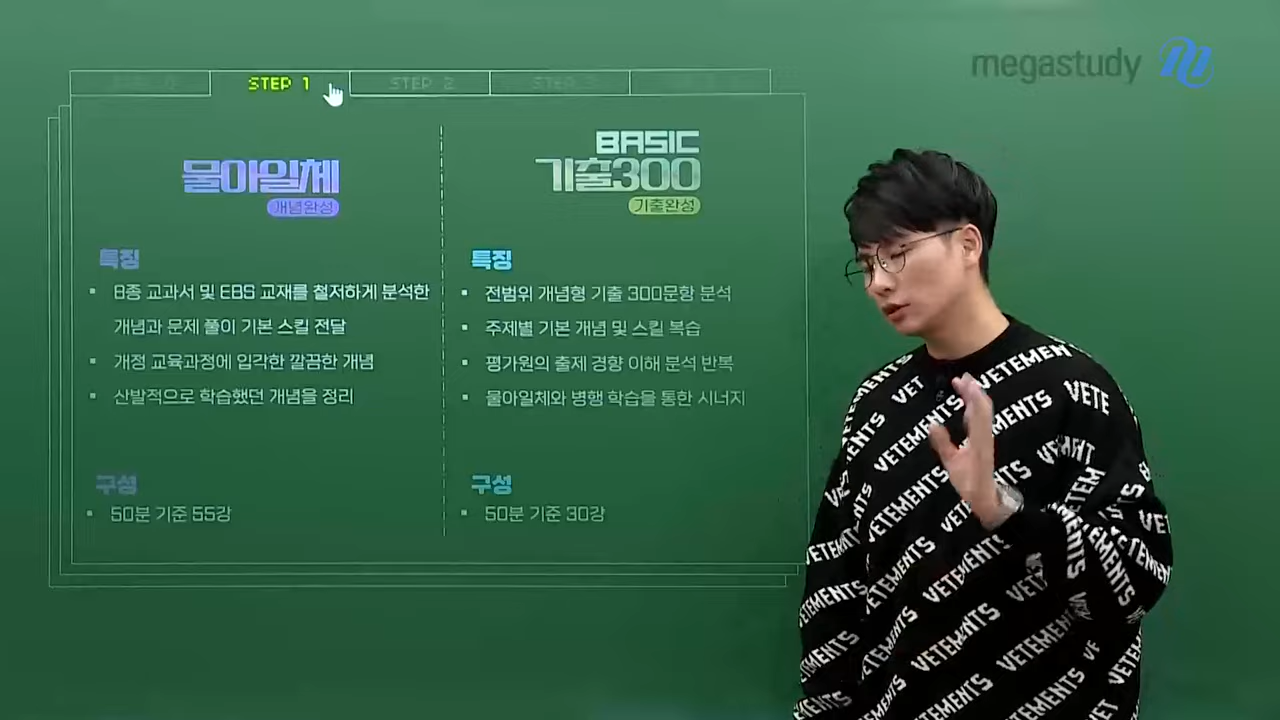 megastudy
STEP 1
STEP 2
STEP
물아일체
개념완성
특징
▪ 8종 교과서 및 EBS 교재를 철저하게 분석한
개념과 문제 풀이 기본 스킬 전달
▪ 개정 교육과정에 입각한 깔끔한 개념
▪ 산발적으로 학습했던 개념을 정리
구성
▪ 50분 기준 55강
BASIC
기출300
기출완성
특징
▪ 전범위 개념형 기출 300문항 분석
▪ 주제별 기본 개념 및 스킬 복습
▪ 평가원의 출제 경향 이해 분석 반복
▪ 물아일체와 병행 학습을 통한 시너지
구성
▪ 50분 기준 30강
VETEMENTS
VETEMENTS
VETEMENTS
VETEMENTS
VETEMENTS
VETEMENTS